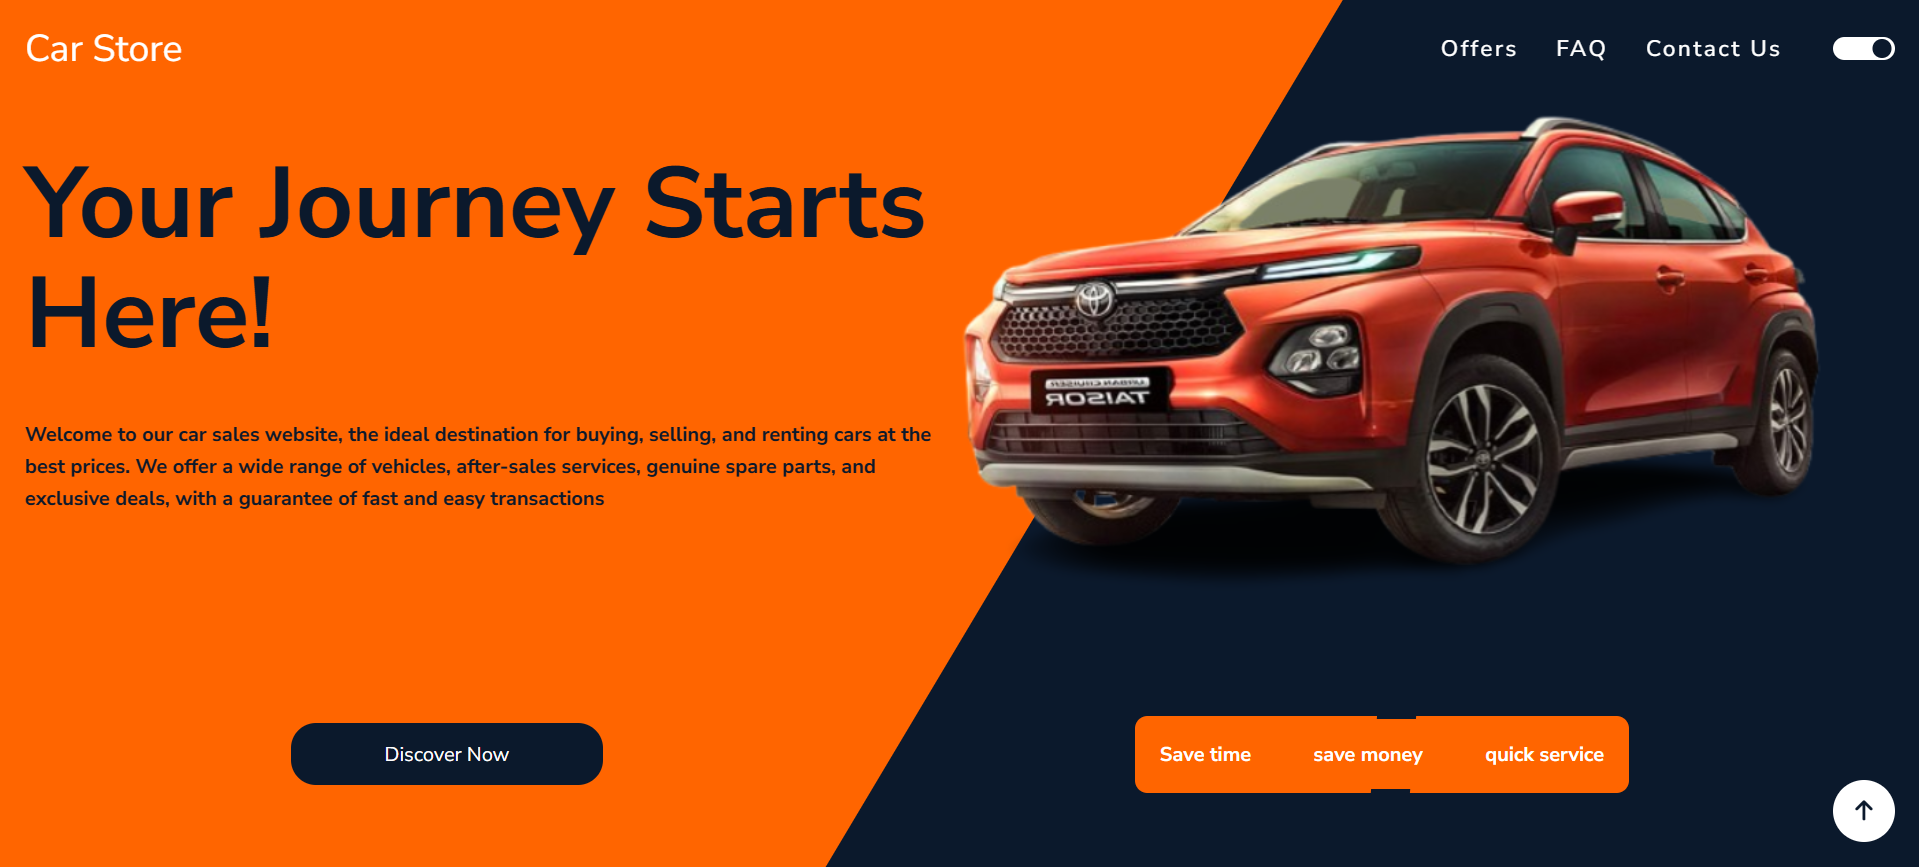 Car Store
Offers FAQ Contact Us
Your Journey Starts
Here!
Welcome to our car sales website, the ideal destination for buying, selling, and renting cars at the
best prices. We offer a wide range of vehicles, after-sales services, genuine spare parts, and
exclusive deals, with a guarantee of fast and easy transactions
URBAN CRUISER
TAISOR
Discover Now
Save time save money quick service